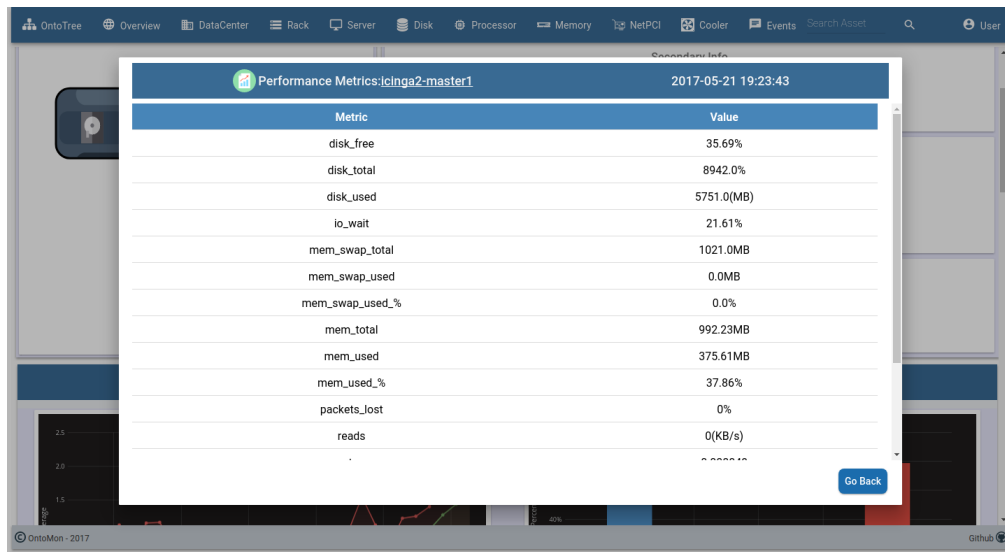 OntoTree Overview DataCenter Rack Server Disk Processor Memory NetPCI Cooler Events Search Asset User
Secondary Info
Performance Metrics:icinga2-master1 2017-05-21 19:23:43
Metric Value
disk_free 35.69%
disk_total 8942.0%
disk_used 5751.0(MB)
io_wait 21.61%
mem_swap_total 1021.0MB
mem_swap_used 0.0MB
mem_swap_used_% 0.0%
mem_total 992.23MB
mem_used 375.61MB
mem_used_% 37.86%
packets_lost 0%
reads 0(KB/s)
Go Back
2.5
2.0
1.5
40%
© OntoMon - 2017 Github